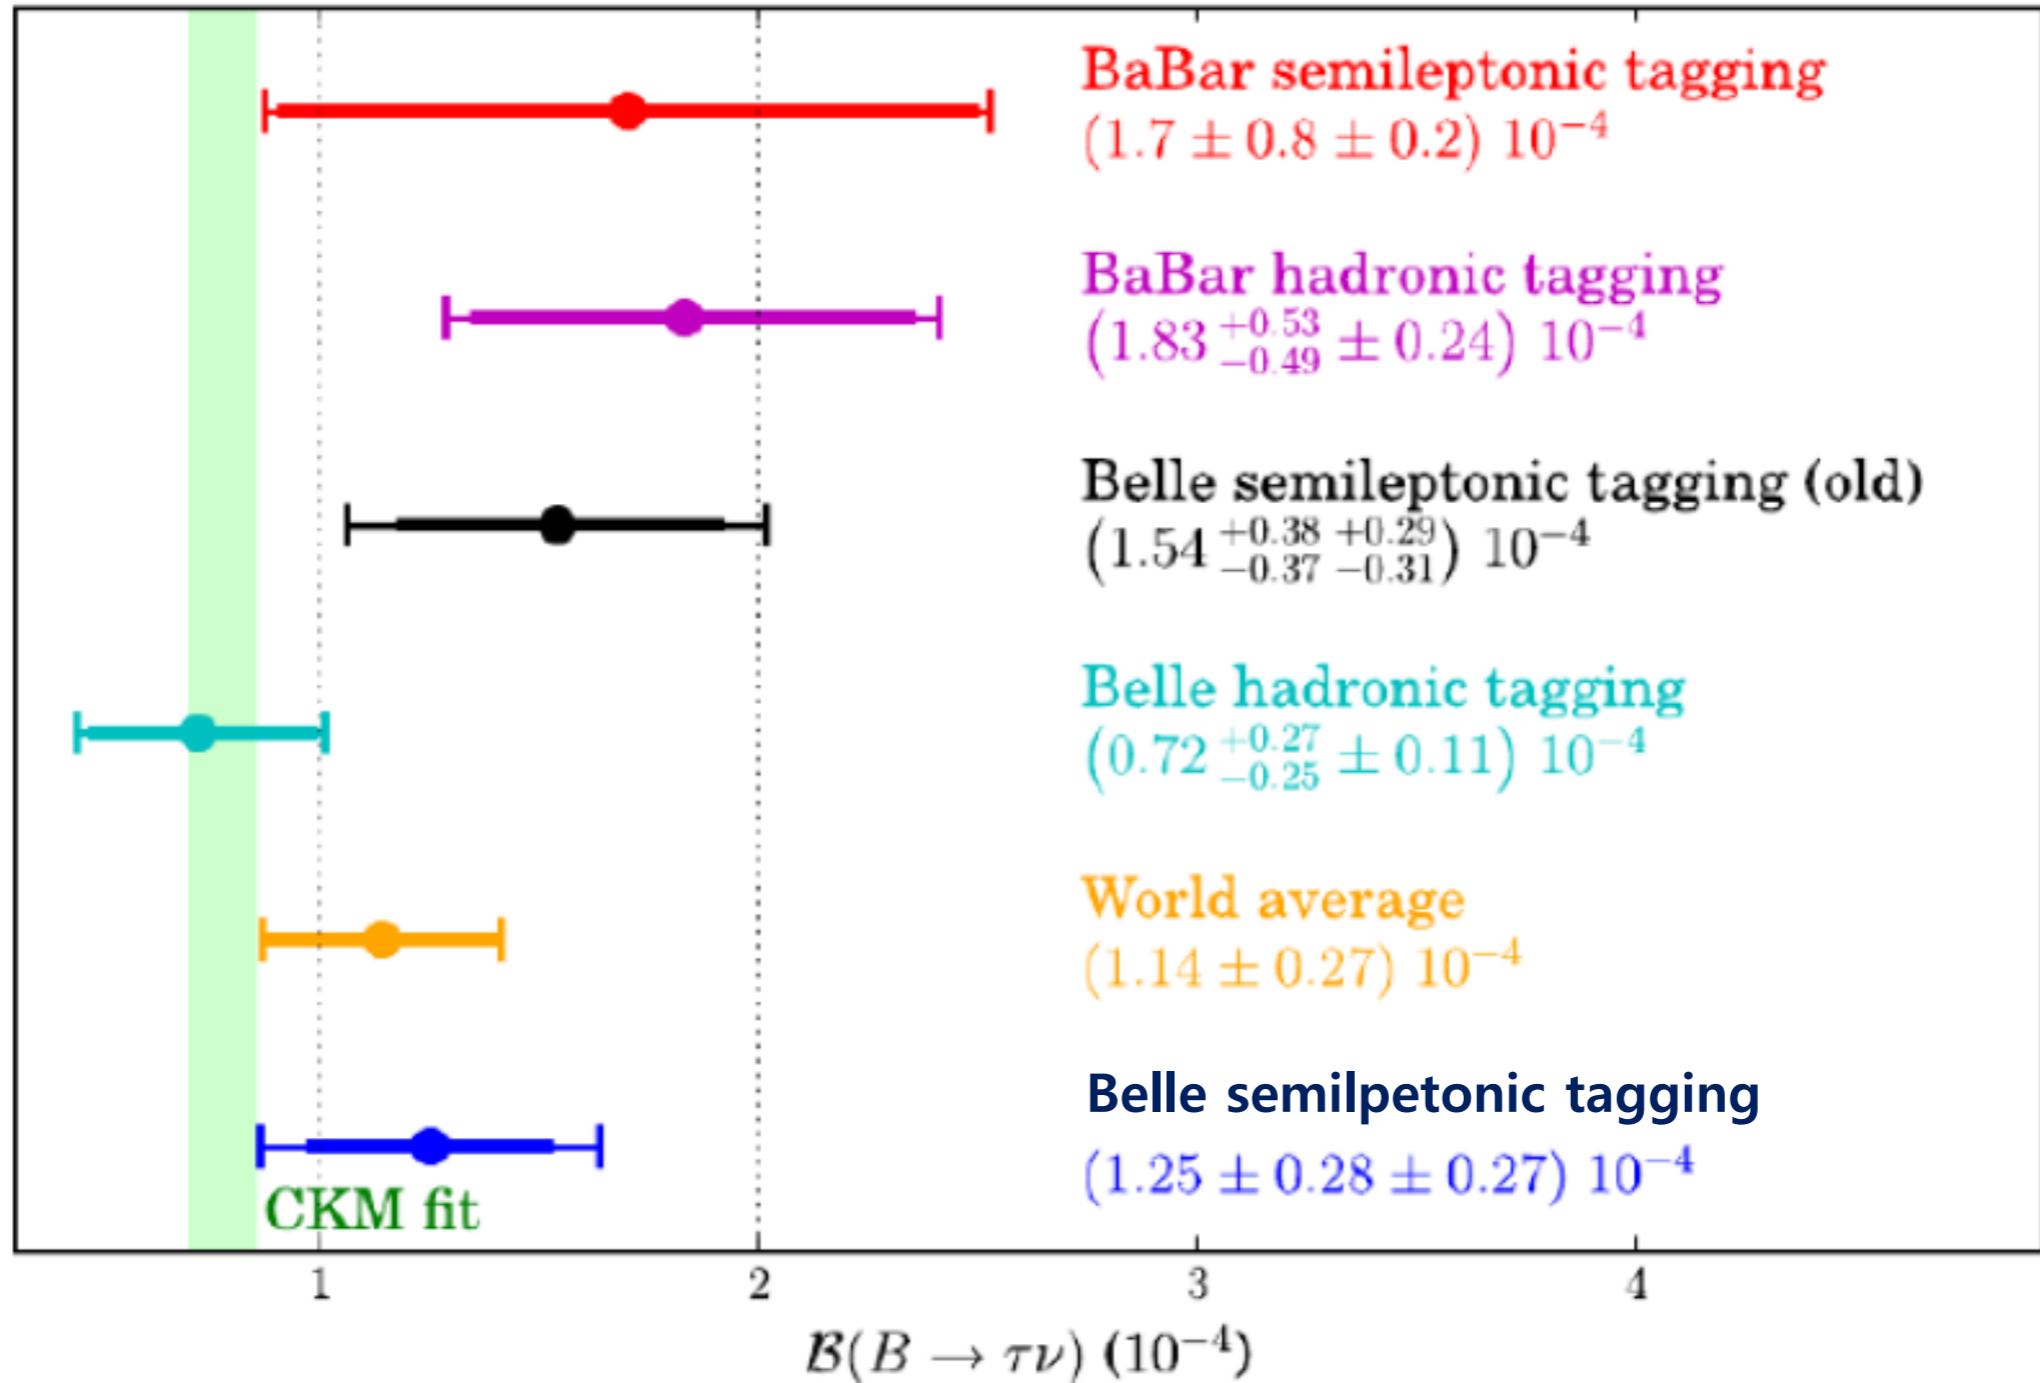 BaBar semileptonic tagging
(1.7 ± 0.8 ± 0.2) 10⁻⁴
BaBar hadronic tagging
(1.83 +0.53 −0.49 ± 0.24) 10⁻⁴
Belle semileptonic tagging (old)
(1.54 +0.38 −0.37 +0.29 −0.31) 10⁻⁴
Belle hadronic tagging
(0.72 +0.27 −0.25 ± 0.11) 10⁻⁴
World average
(1.14 ± 0.27) 10⁻⁴
Belle semilpetonic tagging
(1.25 ± 0.28 ± 0.27) 10⁻⁴
CKM fit
1 2 3 4
ℬ(B → τν) (10⁻⁴)